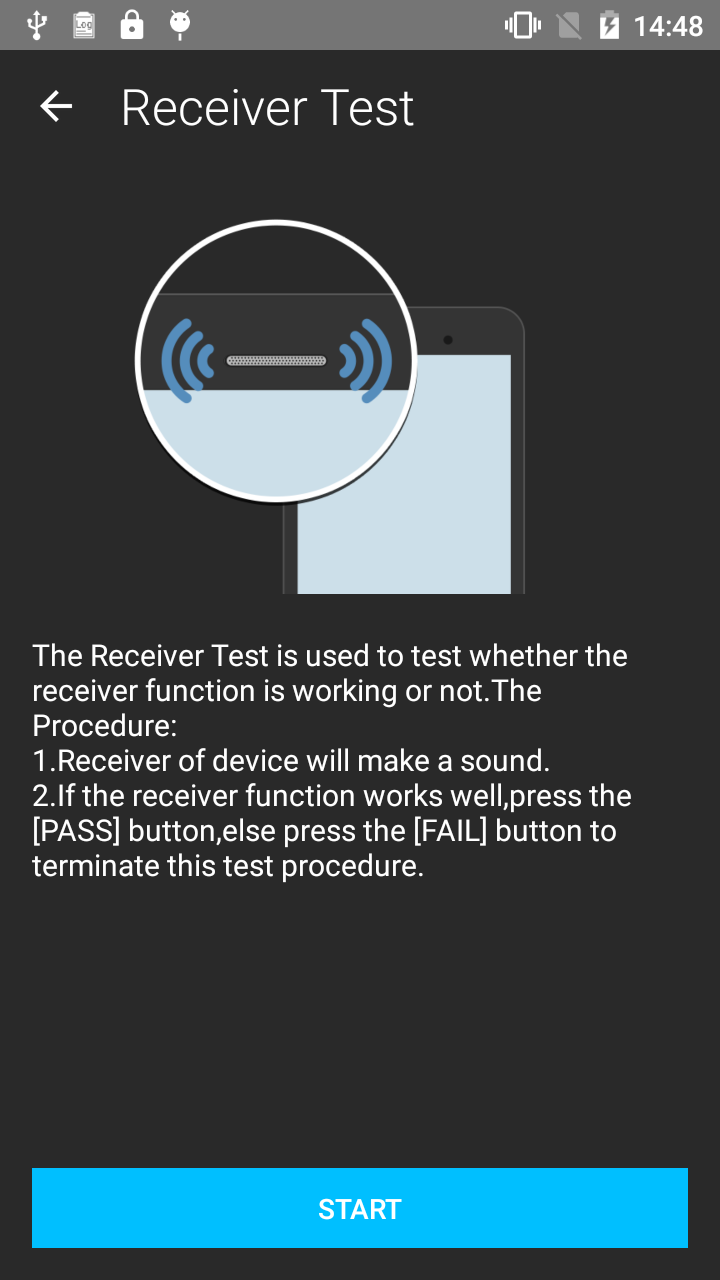 Log
14:48
Receiver Test
The Receiver Test is used to test whether the
receiver function is working or not.The
Procedure:
1.Receiver of device will make a sound.
2.If the receiver function works well,press the
[PASS] button,else press the [FAIL] button to
terminate this test procedure.
START